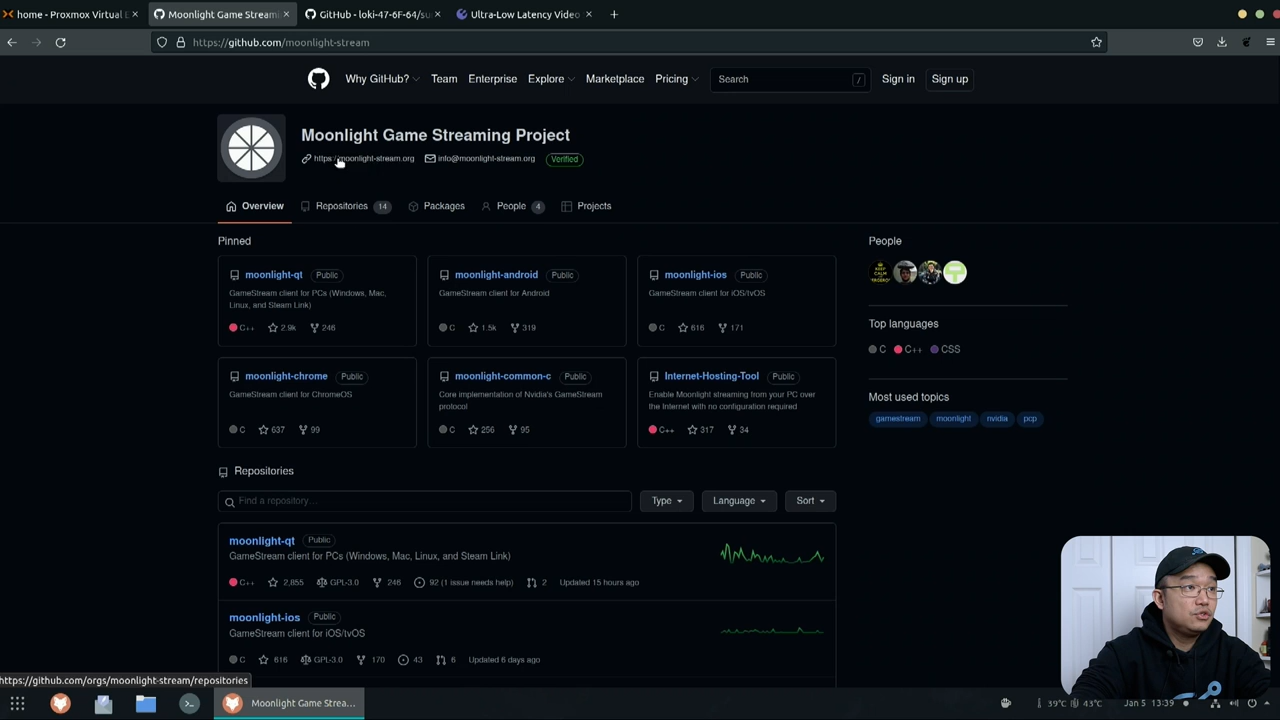 home - Proxmox Virtual E
Moonlight Game Streami
GitHub - loki-47-6F-64/su
Ultra-Low Latency Video
https://github.com/moonlight-stream
Why GitHub?
Team
Enterprise
Explore
Marketplace
Pricing
Search
/
Sign in
Sign up
Moonlight Game Streaming Project
https://moonlight-stream.org
info@moonlight-stream.org
Verified
Overview
Repositories 14
Packages
People 4
Projects
Pinned
moonlight-qt Public
GameStream client for PCs (Windows, Mac,
Linux, and Steam Link)
C++ 2.9k 246
moonlight-android Public
GameStream client for Android
C 1.5k 319
moonlight-ios Public
GameStream client for iOS/tvOS
C 616 171
moonlight-chrome Public
GameStream client for ChromeOS
C 637 99
moonlight-common-c Public
Core implementation of Nvidia's GameStream
protocol
C 256 95
Internet-Hosting-Tool Public
Enable Moonlight streaming from your PC over
the Internet with no configuration required
C++ 317 34
People
Top languages
C C++ CSS
Most used topics
gamestream moonlight nvidia pcp
Repositories
Find a repository...
Type
Language
Sort
moonlight-qt Public
GameStream client for PCs (Windows, Mac, Linux, and Steam Link)
C++ 2,855 GPL-3.0 246 92 (1 issue needs help) 2 Updated 15 hours ago
moonlight-ios Public
GameStream client for iOS/tvOS
C 616 GPL-3.0 170 43 6 Updated 6 days ago
https://github.com/orgs/moonlight-stream/repositories
Moonlight Game Strea...
39°C 43°C Jan 5 13:39